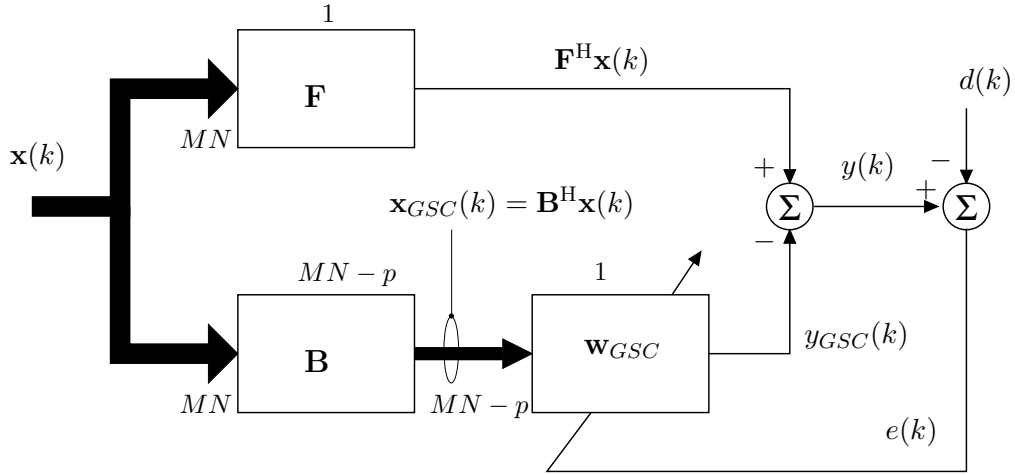 1
F^H x(k)
d(k)
F
MN
x(k)
−
+
y(k)
+
Σ
Σ
x_GSC(k) = B^H x(k)
−
MN − p
1
B
w_GSC
y_GSC(k)
MN
MN − p
e(k)